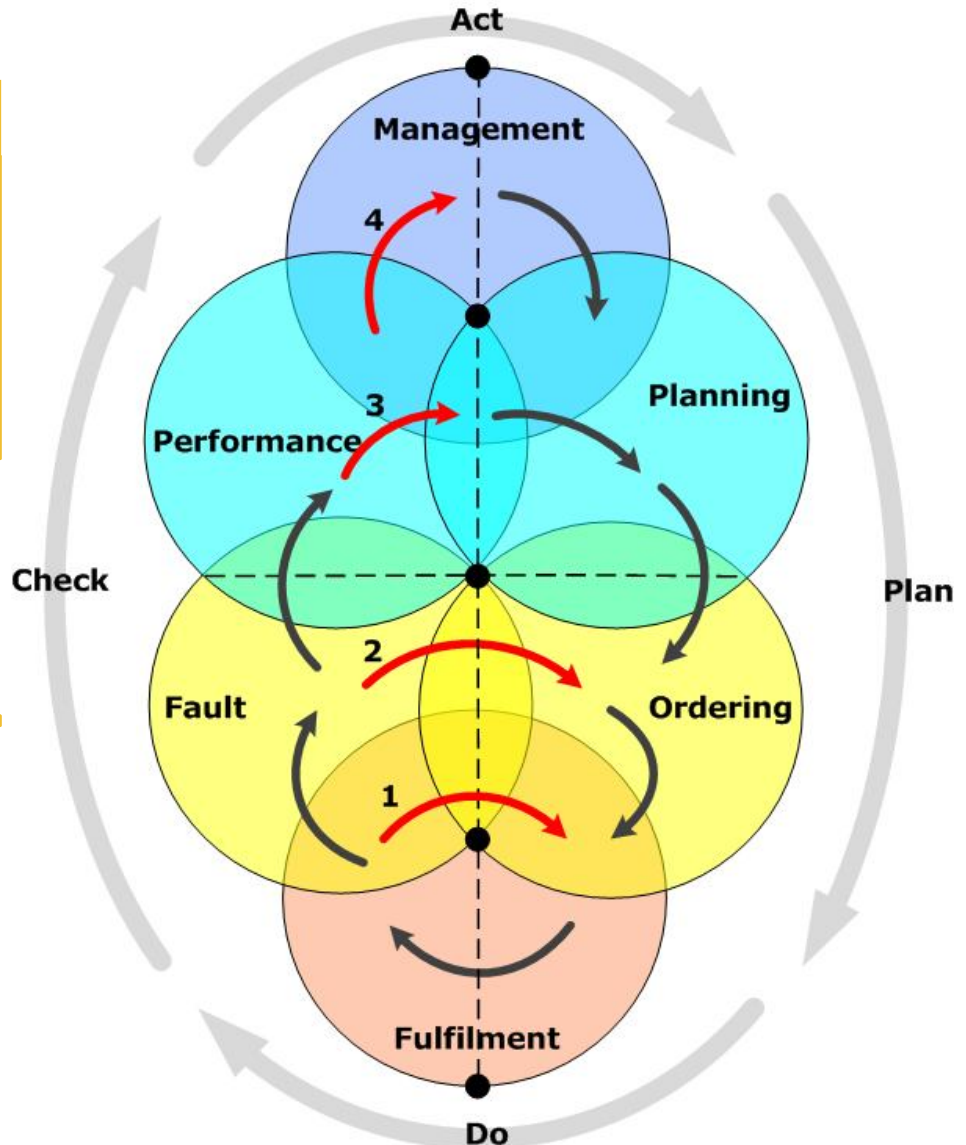 Act
Management
4
Planning
3
Performance
Check
Plan
2
Fault
Ordering
1
Fulfilment
Do